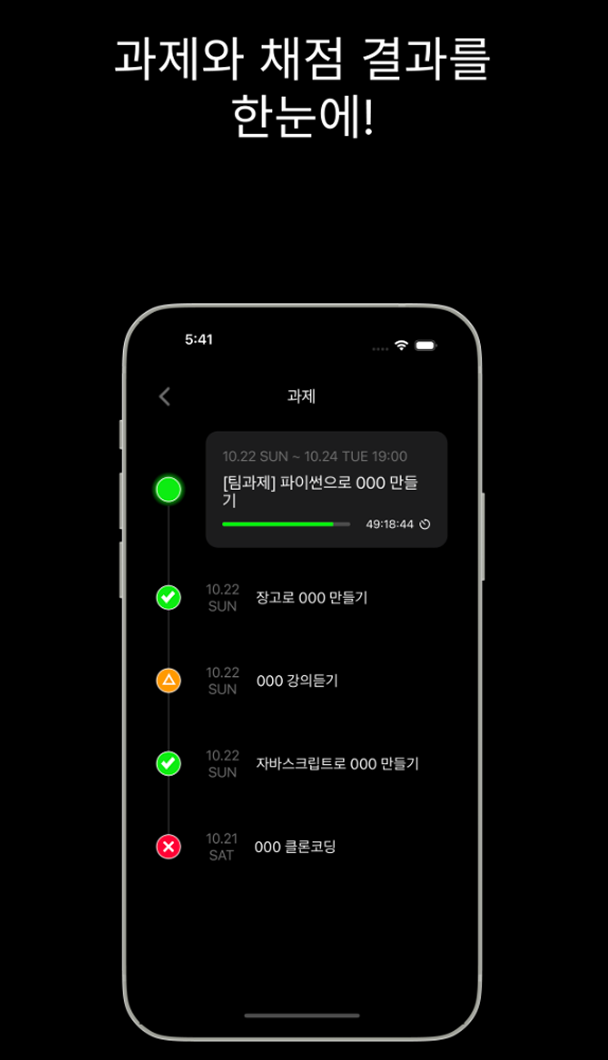 과제와 채점 결과를
한눈에!
5:41
과제
10.22 SUN ~ 10.24 TUE 19:00
[팀과제] 파이썬으로 000 만들
기
49:18:44
10.22
SUN
장고로 000 만들기
10.22
SUN
000 강의듣기
10.22
SUN
자바스크립트로 000 만들기
10.21
SAT
000 클론코딩